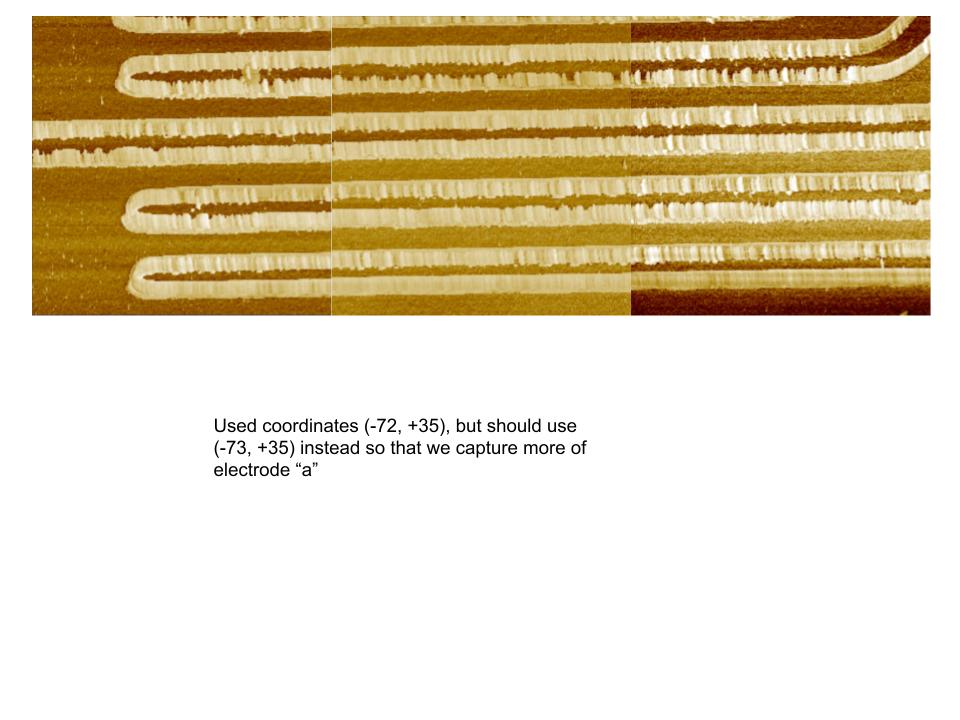 Used coordinates (-72, +35), but should use
(-73, +35) instead so that we capture more of
electrode “a”